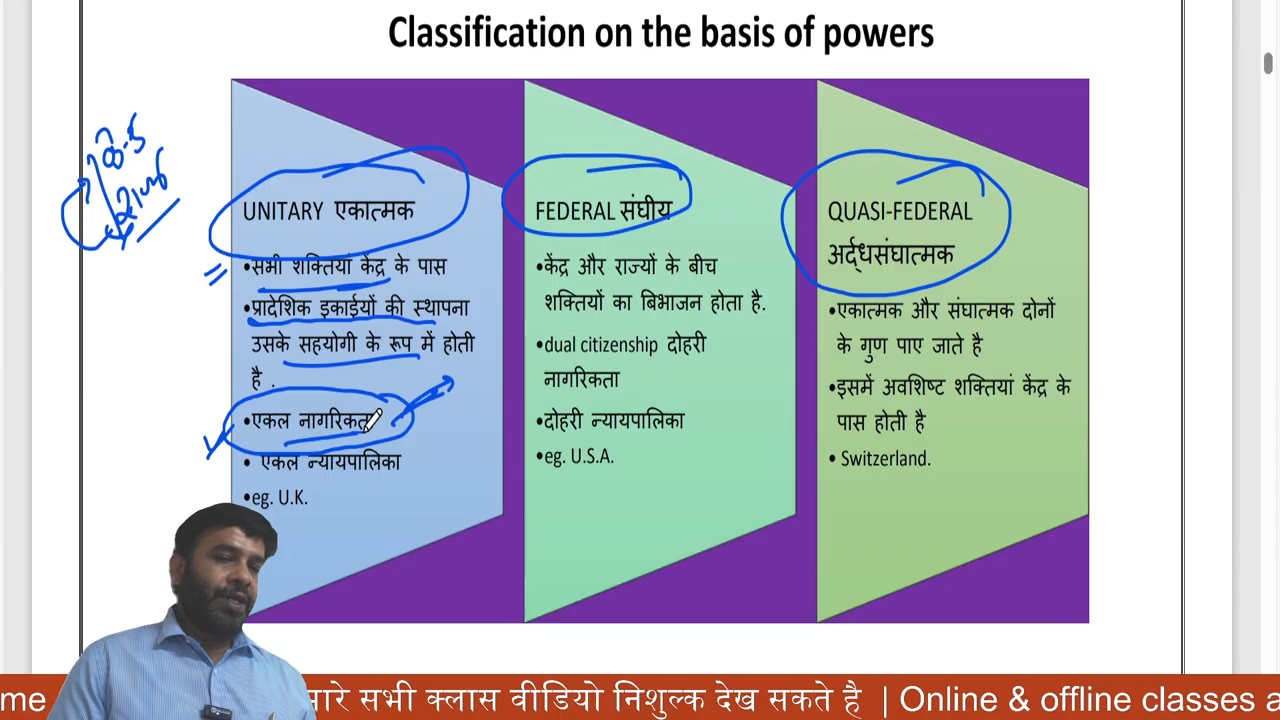 Classification on the basis of powers
के.स
राज्य
UNITARY एकात्मक
•सभी शक्तियां केंद्र के पास
•प्रादेशिक इकाईयों की स्थापना
उसके सहयोगी के रूप में होती
है .
•एकल नागरिकता
• एकल न्यायपालिका
•eg. U.K.
FEDERAL संघीय
•केंद्र और राज्यों के बीच
शक्तियों का बिभाजन होता है.
•dual citizenship दोहरी
नागरिकता
•दोहरी न्यायपालिका
•eg. U.S.A.
QUASI-FEDERAL
अर्द्धसंघात्मक
•एकात्मक और संघात्मक दोनों
के गुण पाए जाते है
•इसमें अवशिष्ट शक्तियां केंद्र के
पास होती है
• Switzerland.
me मारे सभी क्लास वीडियो निशुल्क देख सकते है | Online & offline classes a